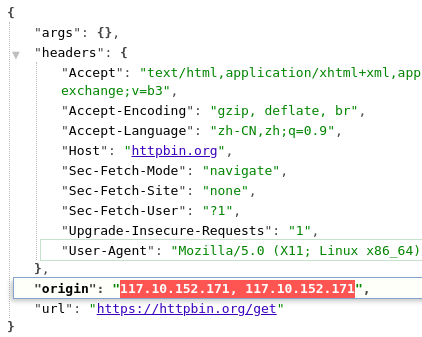 {
"args": {},
"headers": {
"Accept": "text/html,application/xhtml+xml,app
exchange;v=b3",
"Accept-Encoding": "gzip, deflate, br",
"Accept-Language": "zh-CN,zh;q=0.9",
"Host": "httpbin.org",
"Sec-Fetch-Mode": "navigate",
"Sec-Fetch-Site": "none",
"Sec-Fetch-User": "?1",
"Upgrade-Insecure-Requests": "1",
"User-Agent": "Mozilla/5.0 (X11; Linux x86_64)
},
"origin": "117.10.152.171, 117.10.152.171",
"url": "https://httpbin.org/get"
}